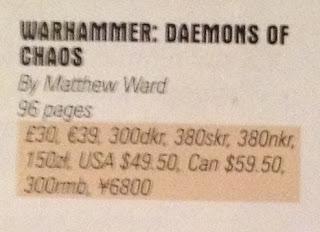 WARHAMMER: DAEMONS OF
CHAOS
By Matthew Ward
96 pages
£30, €39, 300dkr, 380skr, 380nkr,
150zł, USA $49.50, Can $59.50,
300rmb, ¥6800